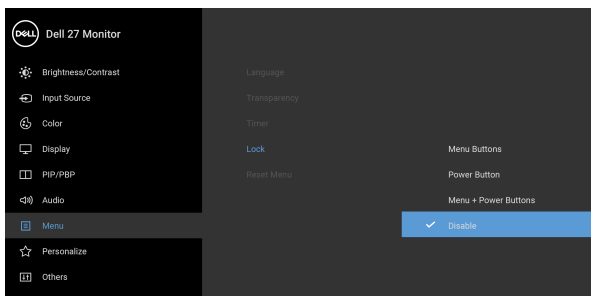 DELL Dell 27 Monitor
Brightness/Contrast Language
Input Source Transparency
Color Timer
Display Lock Menu Buttons
PIP/PBP Reset Menu Power Button
Audio Menu + Power Buttons
Menu Disable
Personalize
Others